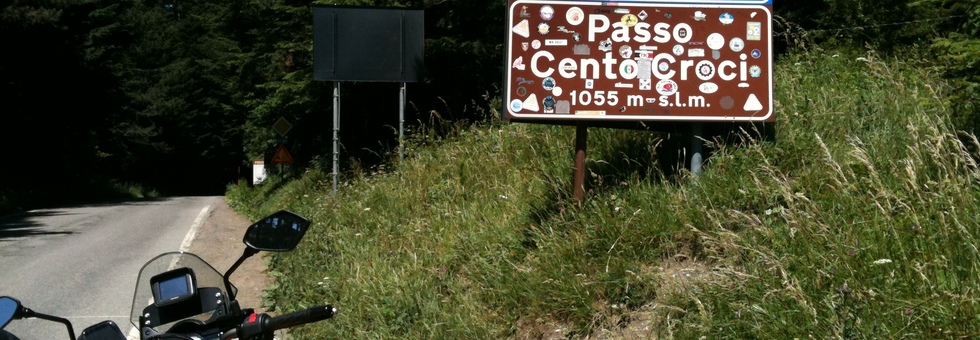 Passo
Cento Croci
1055 m s.l.m.